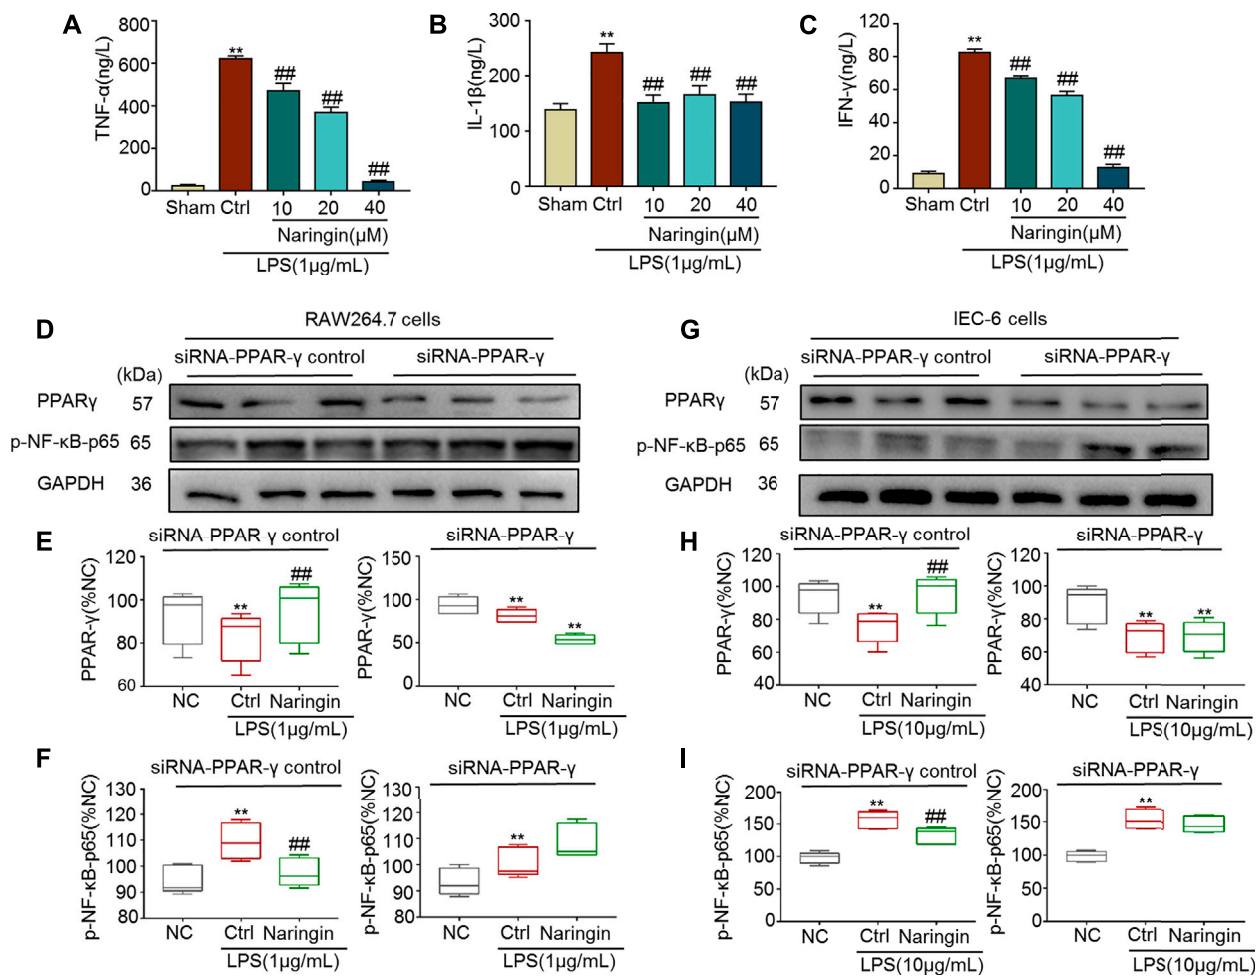 A
TNF-α(ng/L)
800
600
400
200
0
**
##
##
##
Sham Ctrl 10 20 40
Naringin(μM)
LPS(1μg/mL)
B
IL-1β(ng/L)
300
200
150
100
0
**
##
##
##
Sham Ctrl 10 20 40
Naringin(μM)
LPS(1μg/mL)
C
IFN-γ(ng/L)
100
80
60
40
20
0
**
##
##
##
Sham Ctrl 10 20 40
Naringin(μM)
LPS(1μg/mL)
D
RAW264.7 cells
siRNA-PPAR-γ control siRNA-PPAR-γ
(kDa)
PPARγ 57
p-NF-κB-p65 65
GAPDH 36
G
IEC-6 cells
siRNA-PPAR-γ control siRNA-PPAR-γ
(kDa)
PPARγ 57
p-NF-κB-p65 65
GAPDH 36
E
siRNA-PPAR-γ control
PPAR-γ(%NC)
120
100
80
60
**
##
NC Ctrl Naringin
LPS(1μg/mL)
siRNA-PPAR-γ
PPAR-γ(%NC)
150
100
50
0
**
**
NC Ctrl Naringin
LPS(1μg/mL)
H
siRNA-PPAR-γ control
PPAR-γ(%NC)
120
100
80
60
40
**
##
NC Ctrl Naringin
LPS(10μg/mL)
siRNA-PPAR-γ
PPAR-γ(%NC)
120
100
80
60
40
**
**
NC Ctrl Naringin
LPS(10μg/mL)
F
siRNA-PPAR-γ control
p-NF-κB-p65(%NC)
130
120
110
100
90
80
**
##
NC Ctrl Naringin
LPS(1μg/mL)
siRNA-PPAR-γ
p-NF-κB-p65(%NC)
130
120
110
100
90
80
**
NC Ctrl Naringin
LPS(1μg/mL)
I
siRNA-PPAR-γ control
p-NF-κB-p65(%NC)
200
150
100
50
0
**
##
NC Ctrl Naringin
LPS(10μg/mL)
siRNA-PPAR-γ
p-NF-κB-p65(%NC)
200
150
100
50
0
**
NC Ctrl Naringin
LPS(10μg/mL)